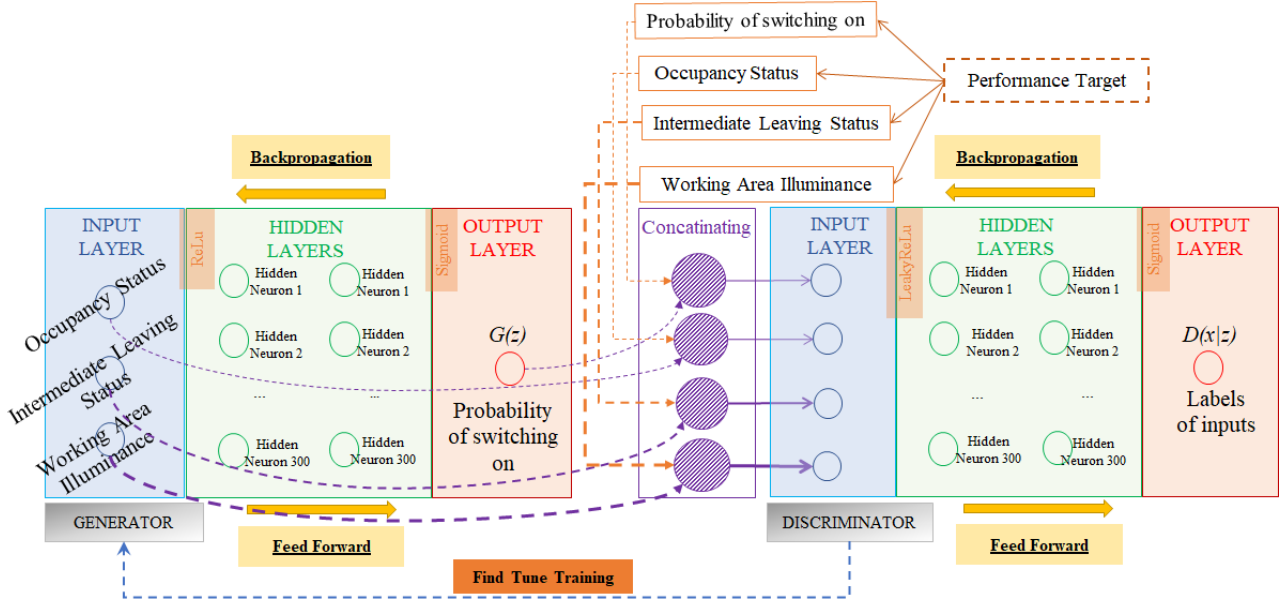 Probability of switching on
Occupancy Status
Performance Target
Intermediate Leaving Status
Working Area Illuminance
Backpropagation
Backpropagation
INPUT
LAYER
ReLu
HIDDEN
LAYERS
Sigmoid
OUTPUT
LAYER
Occupancy Status
Intermediate Leaving
Status
Working Area
Illuminance
Hidden
Neuron 1
Hidden
Neuron 1
Hidden
Neuron 2
Hidden
Neuron 2
...
...
Hidden
Neuron 300
Hidden
Neuron 300
G(z)
Probability
of switching
on
Concatinating
INPUT
LAYER
LeakyReLu
HIDDEN
LAYERS
Sigmoid
OUTPUT
LAYER
Hidden
Neuron 1
Hidden
Neuron 1
Hidden
Neuron 2
Hidden
Neuron 2
...
...
Hidden
Neuron 300
Hidden
Neuron 300
D(x|z)
Labels
of inputs
GENERATOR
Feed Forward
DISCRIMINATOR
Feed Forward
Find Tune Training